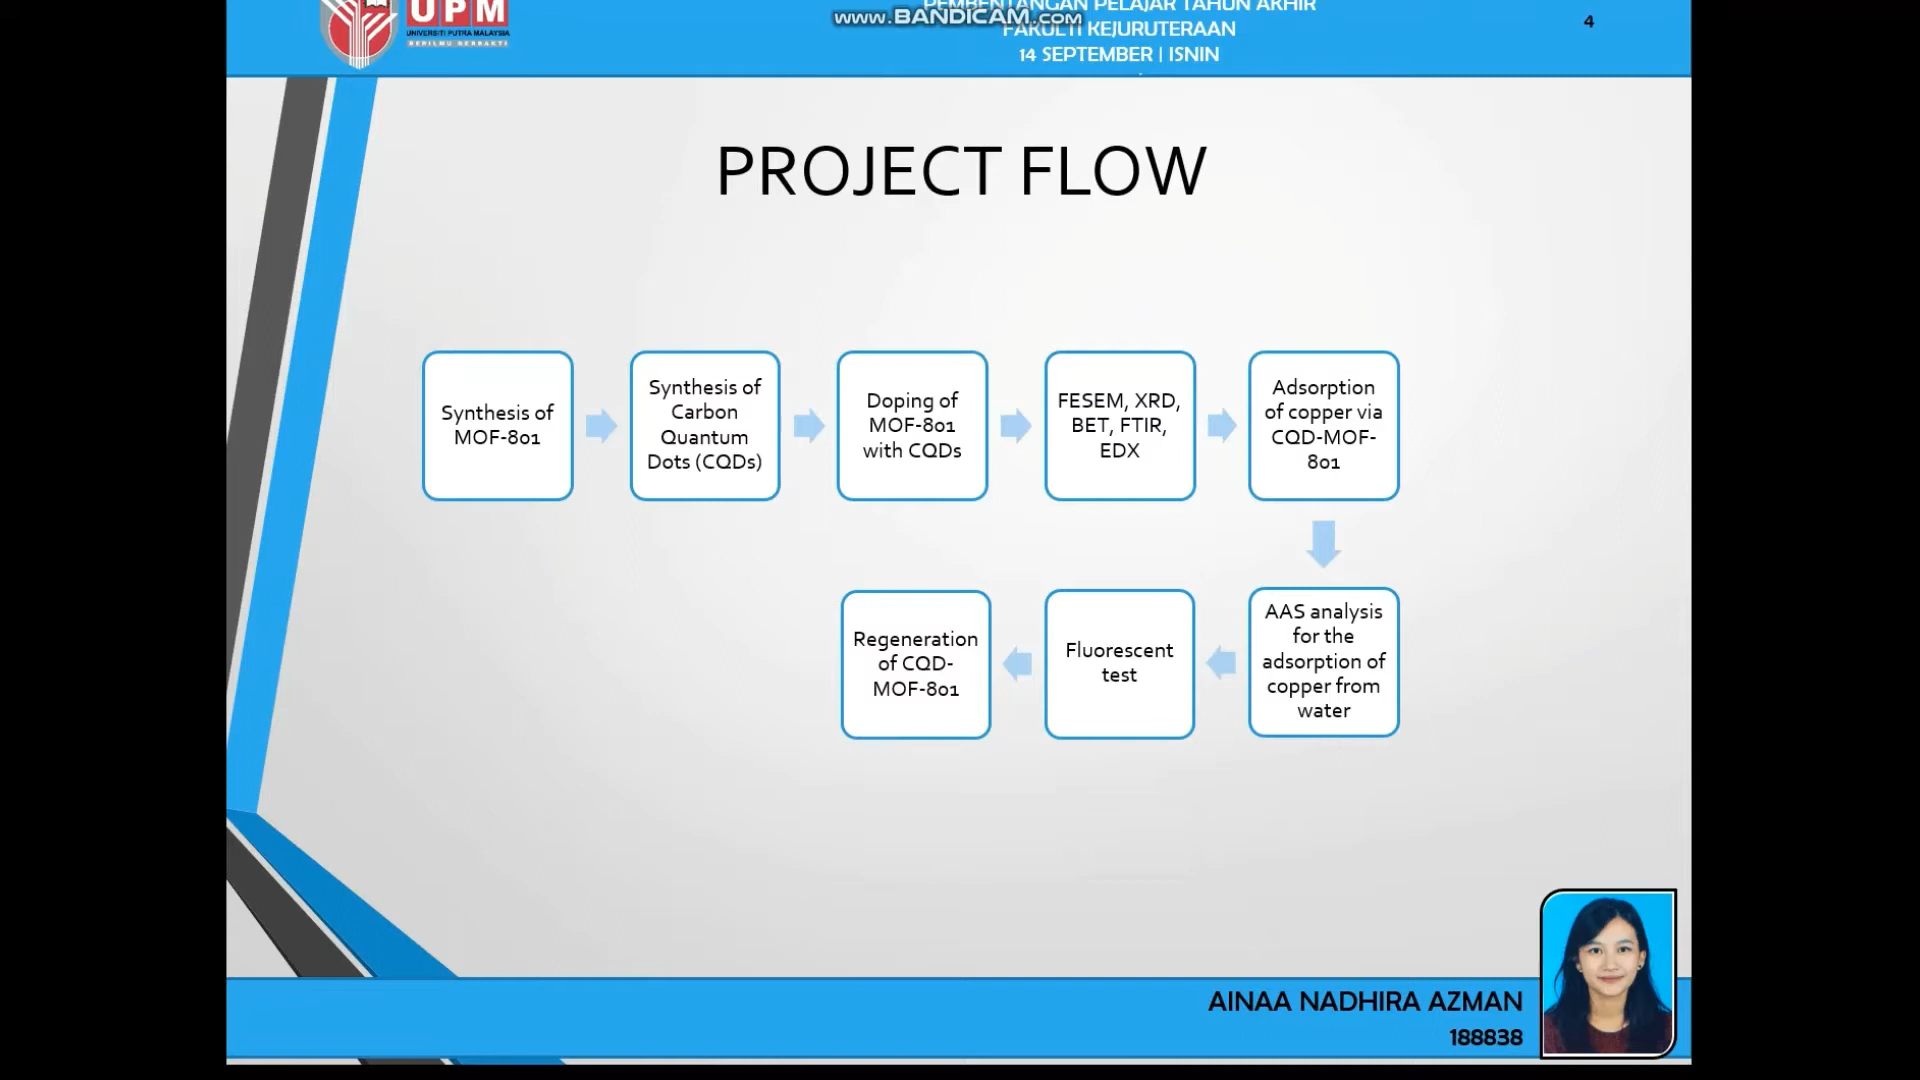 UPM
UNIVERSITI PUTRA MALAYSIA
BERILMU BERBAKTI
www.BANDICAM.com
PEMBENTANGAN PELAJAR TAHUN AKHIR
FAKULTI KEJURUTERAAN
14 SEPTEMBER | ISNIN
4
PROJECT FLOW
Synthesis of
MOF-801
Synthesis of
Carbon
Quantum
Dots (CQDs)
Doping of
MOF-801
with CQDs
FESEM, XRD,
BET, FTIR,
EDX
Adsorption
of copper via
CQD-MOF-
801
AAS analysis
for the
adsorption of
copper from
water
Fluorescent
test
Regeneration
of CQD-
MOF-801
AINAA NADHIRA AZMAN
188838